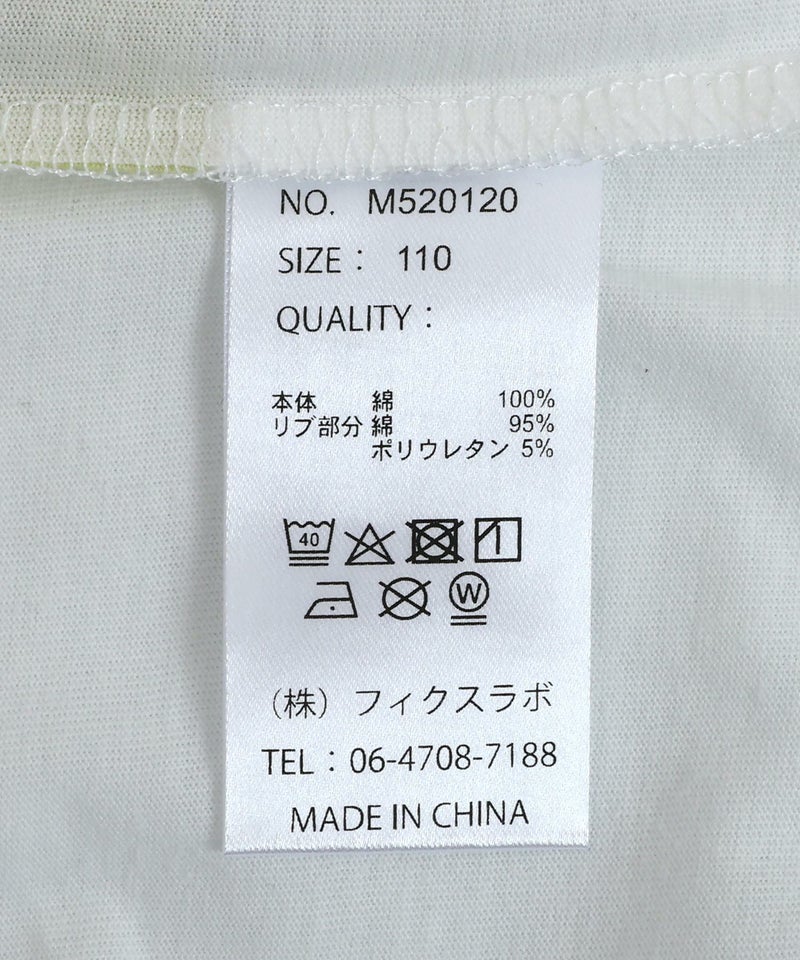 NO. M520120
SIZE： 110
QUALITY：
本体 綿 100%
リブ部分 綿 95%
ポリウレタン 5%
40
W
（株）フィクスラボ
TEL：06-4708-7188
MADE IN CHINA